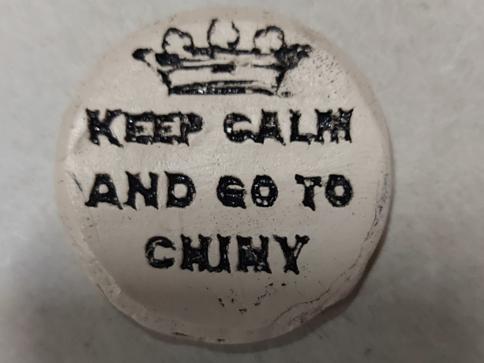 KEEP CALM
AND GO TO
CHINY